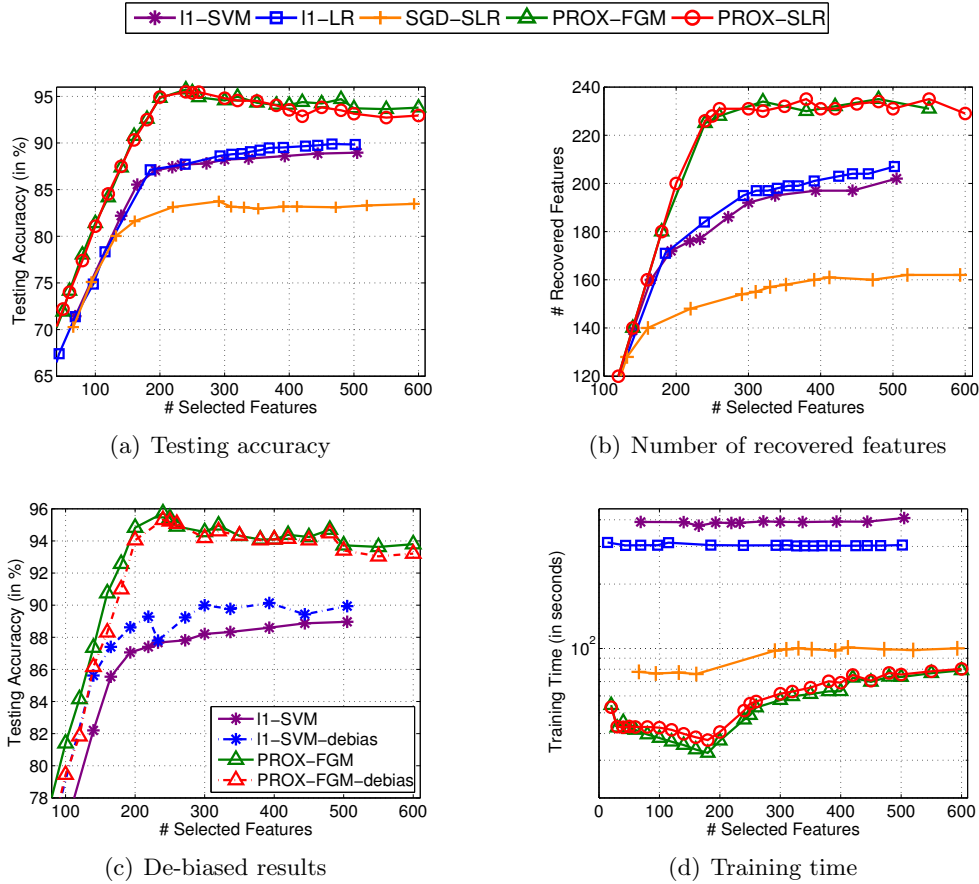 l1−SVM l1−LR SGD−SLR PROX−FGM PROX−SLR
95
90
85
80
75
70
65
100 200 300 400 500 600
Testing Accuraccy (in %)
# Selected Features
(a) Testing accuracy
240
220
200
180
160
140
120
100 200 300 400 500 600
# Recovered Features
# Selected Features
(b) Number of recovered features
96
94
92
90
88
86
84
82
80
78
100 200 300 400 500 600
Testing Accuraccy (in %)
# Selected Features
l1−SVM
l1−SVM−debias
PROX−FGM
PROX−FGM−debias
(c) De-biased results
10^2
0 100 200 300 400 500 600
Training Time (in seconds)
# Selected Features
(d) Training time